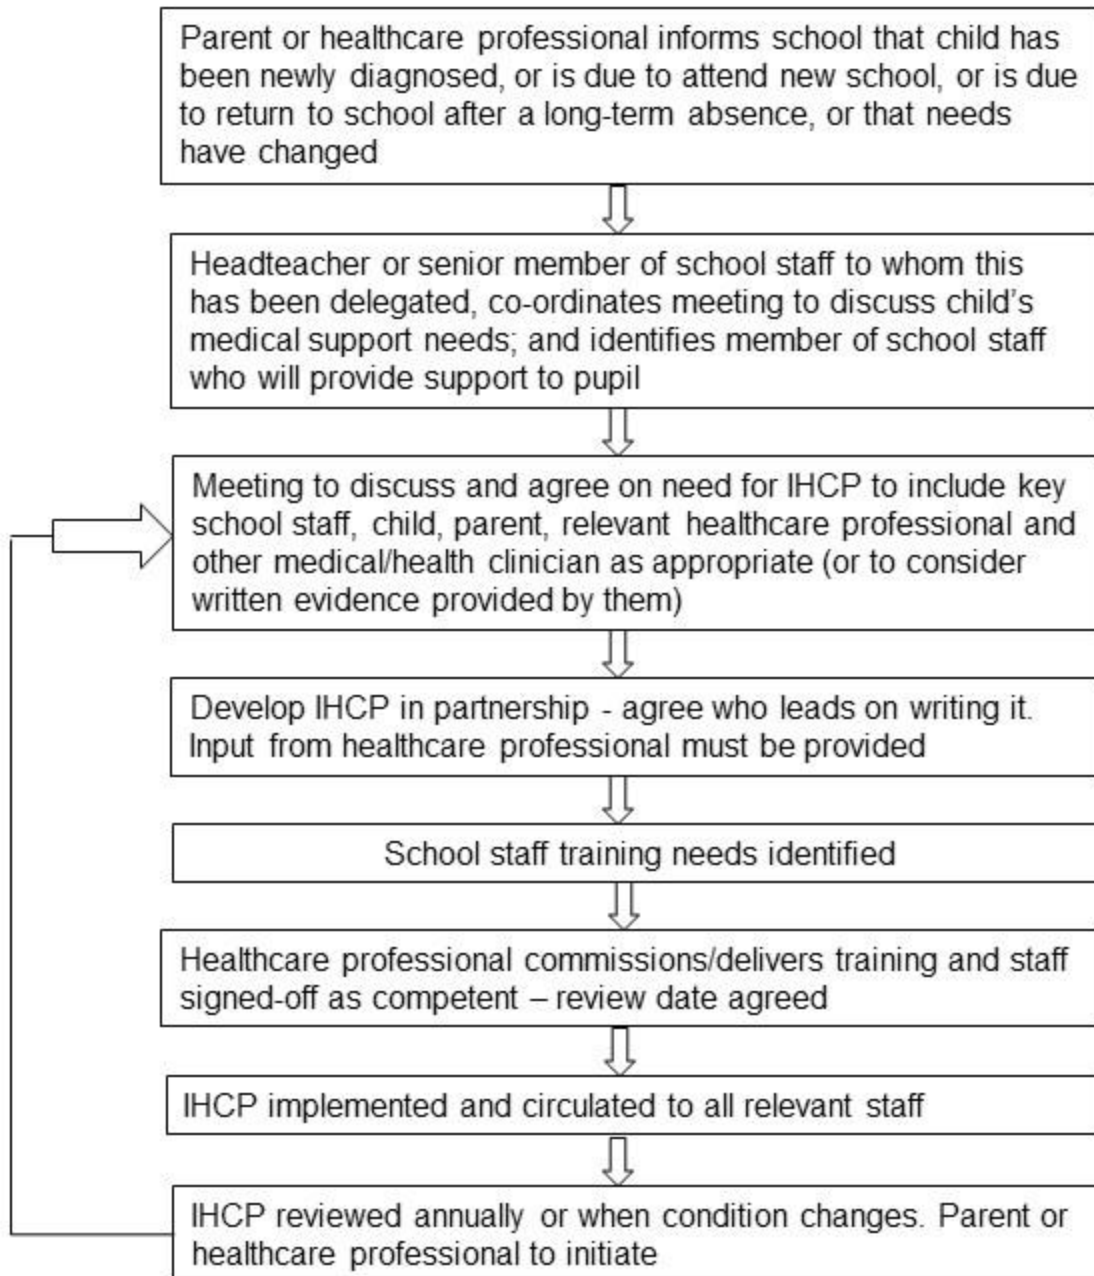 Parent or healthcare professional informs school that child has
been newly diagnosed, or is due to attend new school, or is due
to return to school after a long-term absence, or that needs
have changed
Headteacher or senior member of school staff to whom this
has been delegated, co-ordinates meeting to discuss child's
medical support needs; and identifies member of school staff
who will provide support to pupil
Meeting to discuss and agree on need for IHCP to include key
school staff, child, parent, relevant healthcare professional and
other medical/health clinician as appropriate (or to consider
written evidence provided by them)
Develop IHCP in partnership - agree who leads on writing it.
Input from healthcare professional must be provided
School staff training needs identified
Healthcare professional commissions/delivers training and staff
signed-off as competent – review date agreed
IHCP implemented and circulated to all relevant staff
IHCP reviewed annually or when condition changes. Parent or
healthcare professional to initiate